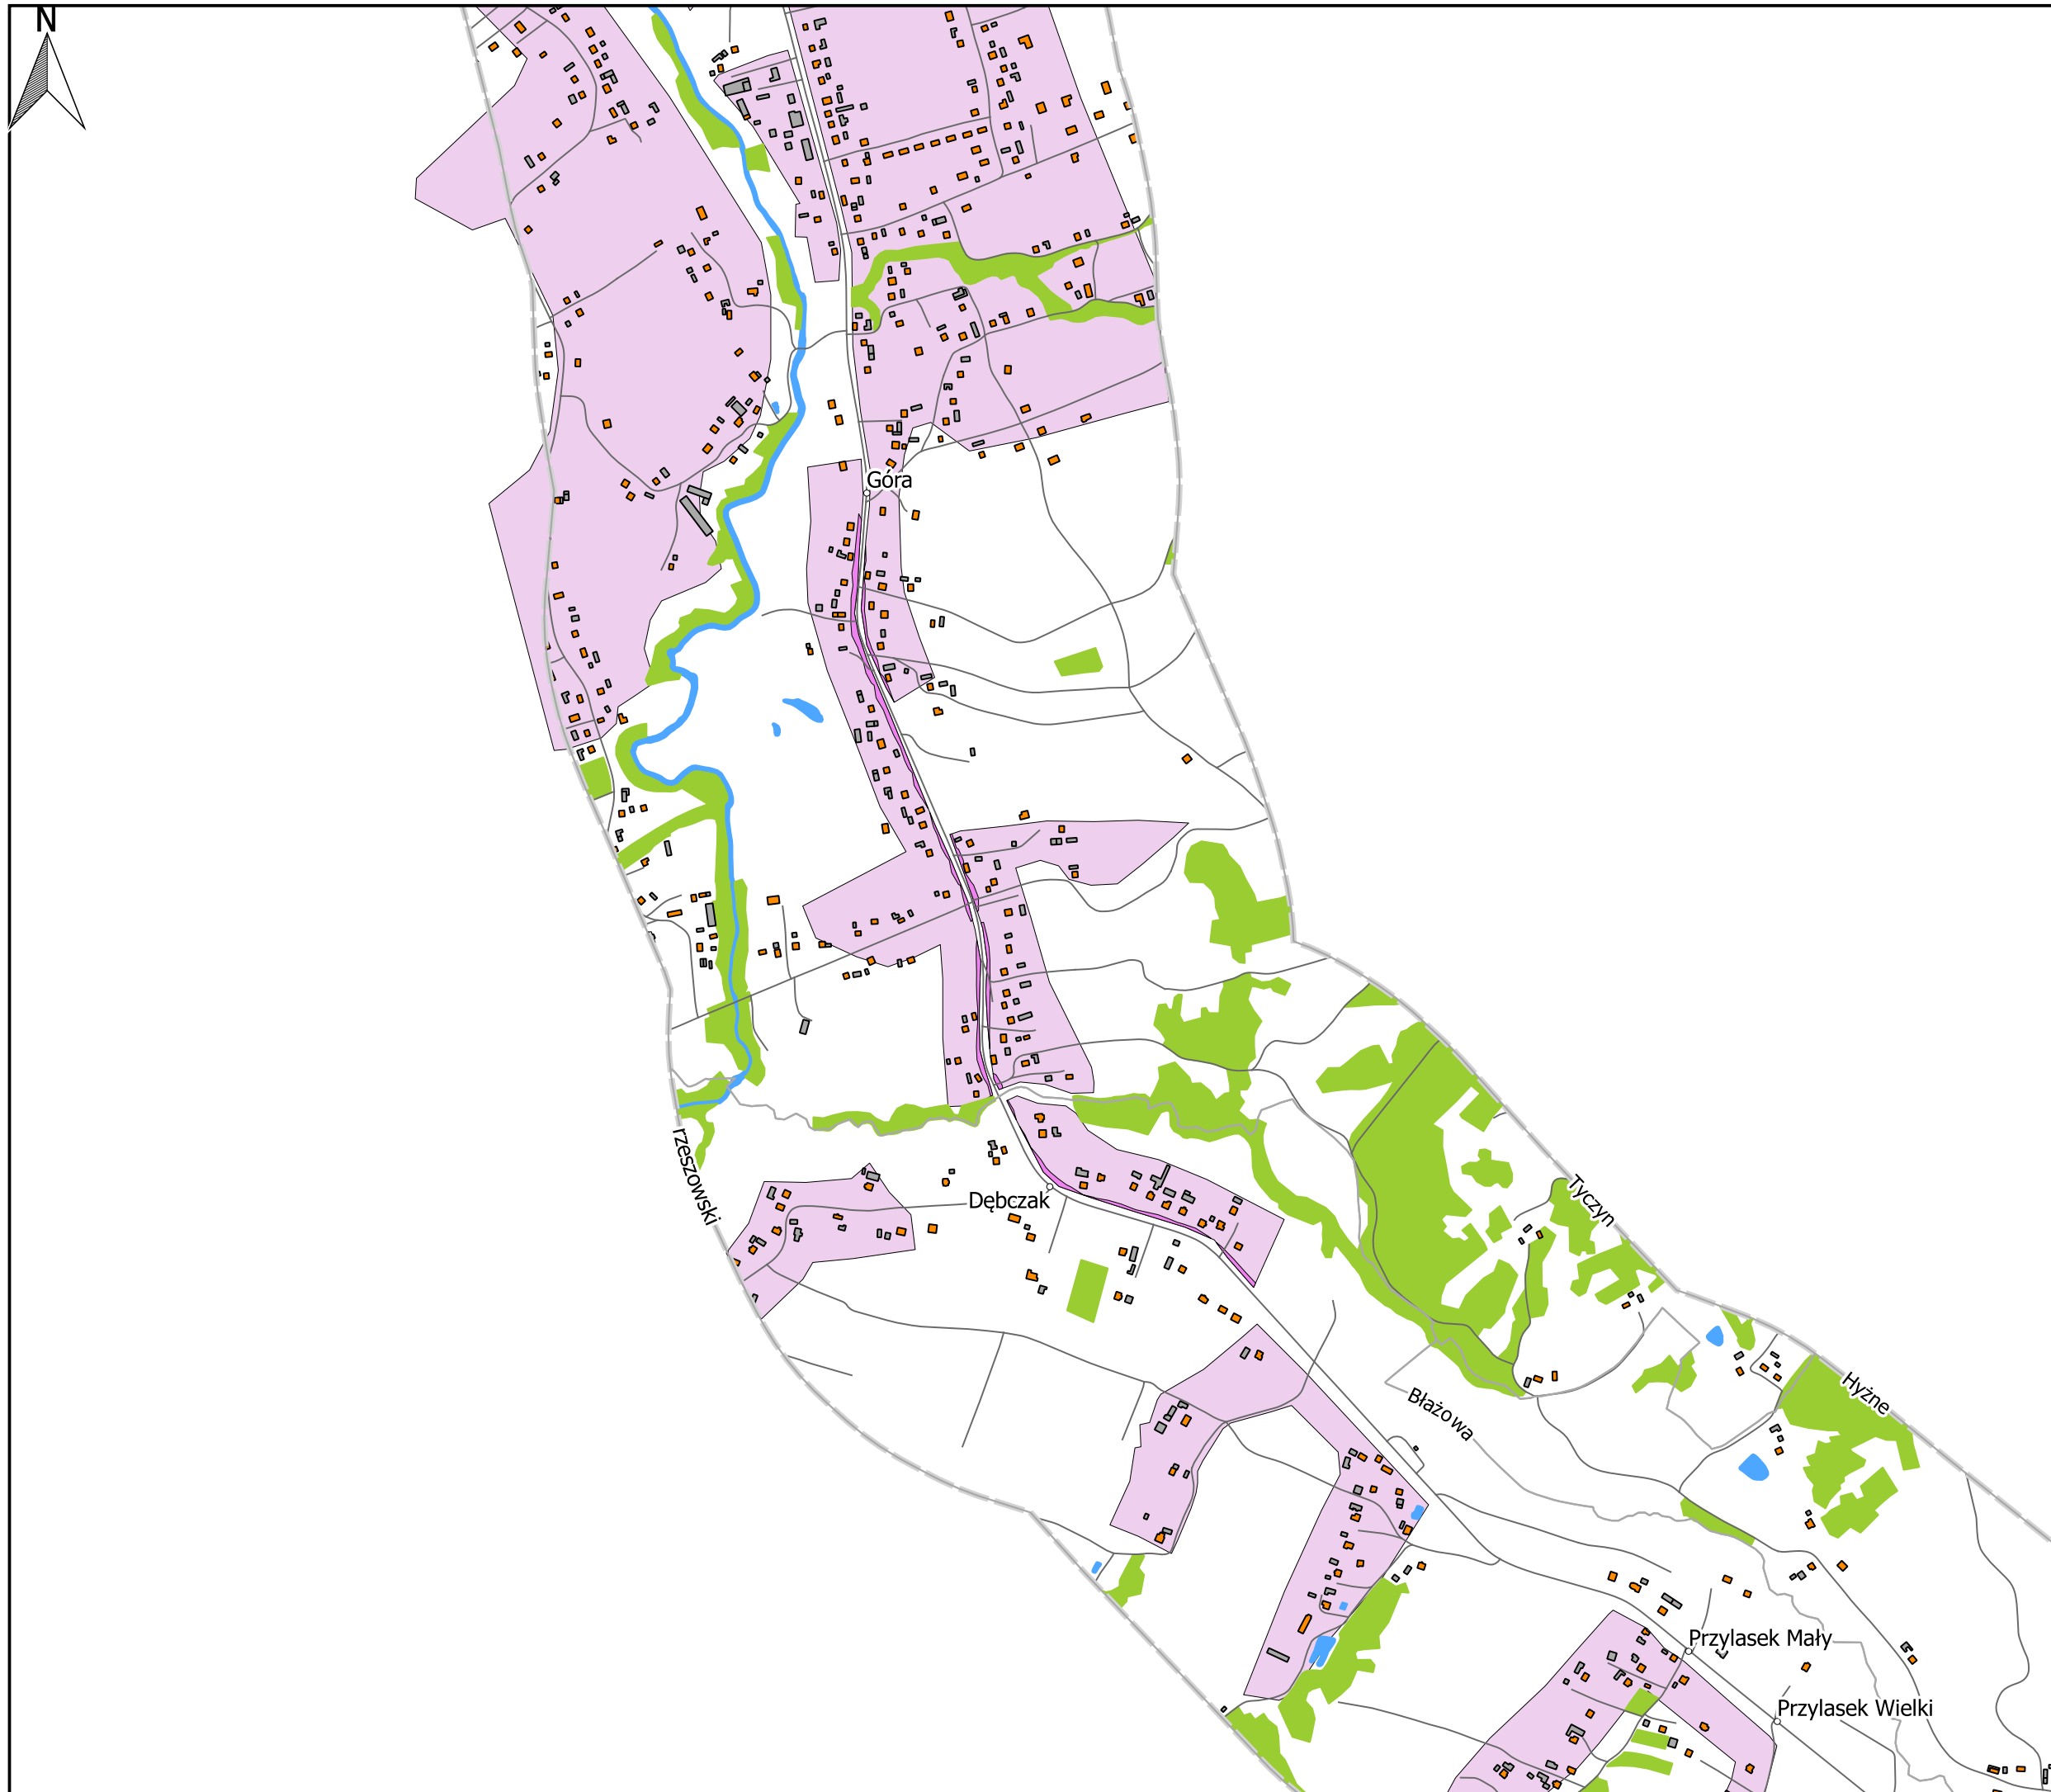 N
Góra
rzeszowski
Dębczak
Tyczyn
Hyżne
Błażowa
Przylasek Mały
Przylasek Wielki